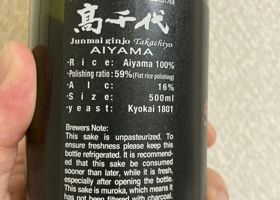 髙千代
Junmai ginjo Takachiyo
AIYAMA
・Rice: Aiyama 100%
・Polishing ratio: 59%(Flat rice polishing)
・Alc: 16%
・Size: 500ml
・yeast: Kyokai 1801
Brewers Note:
This sake is unpasteurized. To
ensure freshness please keep this
bottle refrigerated. It is recommend-
ed that this sake be consumed
sooner than later, while it is fresh,
especially after opening the bottle.
This sake is muroka, which means it
has not been filtered with charcoal.